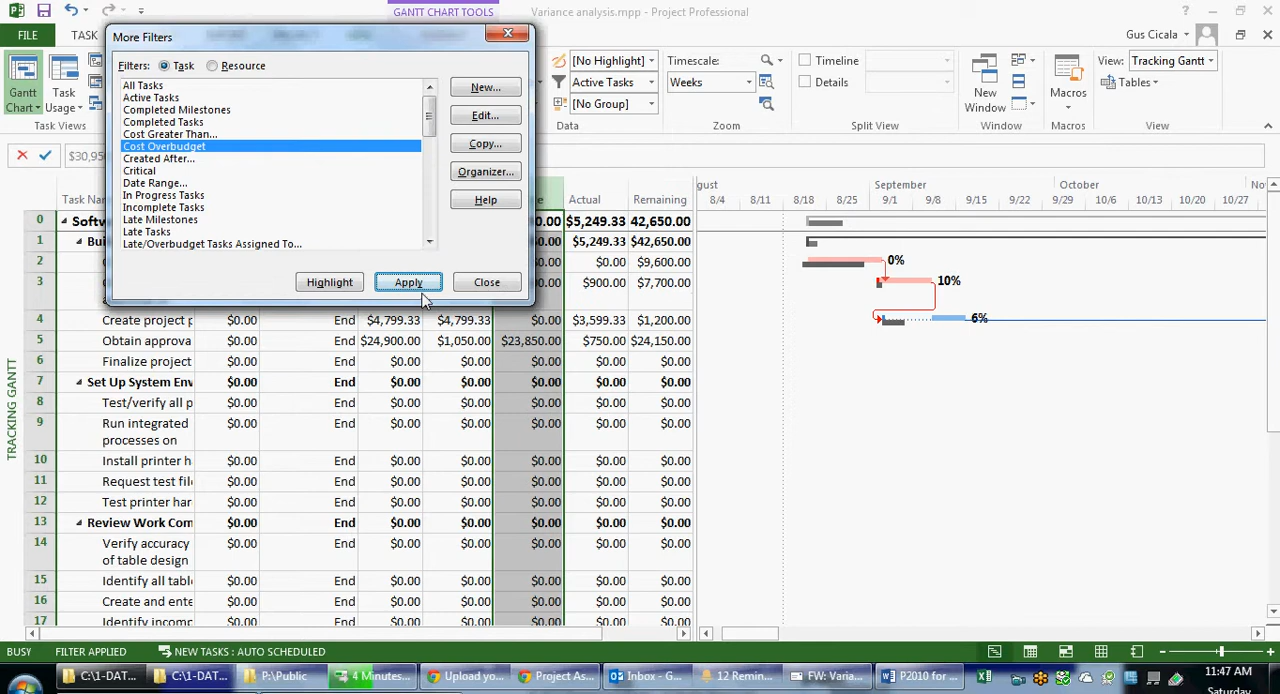 GANTT CHART TOOLS
Variance analysis.mpp - Project Professional
FILE
TASK
Gus Cicala
More Filters
Filters: Task Resource
All Tasks
Active Tasks
Completed Milestones
Completed Tasks
Cost Greater Than...
Cost Overbudget
Created After...
Critical
Date Range...
In Progress Tasks
Incomplete Tasks
Late Milestones
Late Tasks
Late/Overbudget Tasks Assigned To...
New...
Edit...
Copy...
Organizer...
Help
Highlight Apply Close
Gantt Chart
Task Usage
Task Views
[No Highlight]
Active Tasks
[No Group]
Data
Timescale:
Weeks
Zoom
Timeline
Details
Split View
New Window
Window
Macros
Macros
View: Tracking Gantt
Tables
View
Task Nam
Actual Remaining
gust September October
8/4 8/11 8/18 8/25 9/1 9/8 9/15 9/22 9/29 10/6 10/13 10/20 10/27
0 Softw $5,249.33 42,650.00
1 Bui $5,249.33 $42,650.00
2 $0.00 $9,600.00 0%
3 $900.00 $7,700.00 10%
4 Create project p $0.00 End $4,799.33 $4,799.33 $0.00 $3,599.33 $1,200.00 6%
5 Obtain approva $0.00 End $24,900.00 $1,050.00 $23,850.00 $750.00 $24,150.00
6 Finalize project $0.00 End $0.00 $0.00 $0.00 $0.00 $0.00
7 Set Up System Env $0.00 End $0.00 $0.00 $0.00 $0.00 $0.00
8 Test/verify all p $0.00 End $0.00 $0.00 $0.00 $0.00 $0.00
9 Run integrated processes on $0.00 End $0.00 $0.00 $0.00 $0.00 $0.00
10 Install printer h $0.00 End $0.00 $0.00 $0.00 $0.00 $0.00
11 Request test file $0.00 End $0.00 $0.00 $0.00 $0.00 $0.00
12 Test printer har $0.00 End $0.00 $0.00 $0.00 $0.00 $0.00
13 Review Work Com $0.00 End $0.00 $0.00 $0.00 $0.00 $0.00
14 Verify accuracy of table design $0.00 End $0.00 $0.00 $0.00 $0.00 $0.00
15 Identify all table $0.00 End $0.00 $0.00 $0.00 $0.00 $0.00
16 Create and ente $0.00 End $0.00 $0.00 $0.00 $0.00 $0.00
17 Identify incom
TRACKING GANTT
BUSY FILTER APPLIED NEW TASKS : AUTO SCHEDULED
C:\1-DAT... C:\1-DAT... P:\Public 4 Minutes... Upload yo... Project As... Inbox - G... 12 Remin... FW: Varia... P2010 for ...
11:47 AM
Saturday